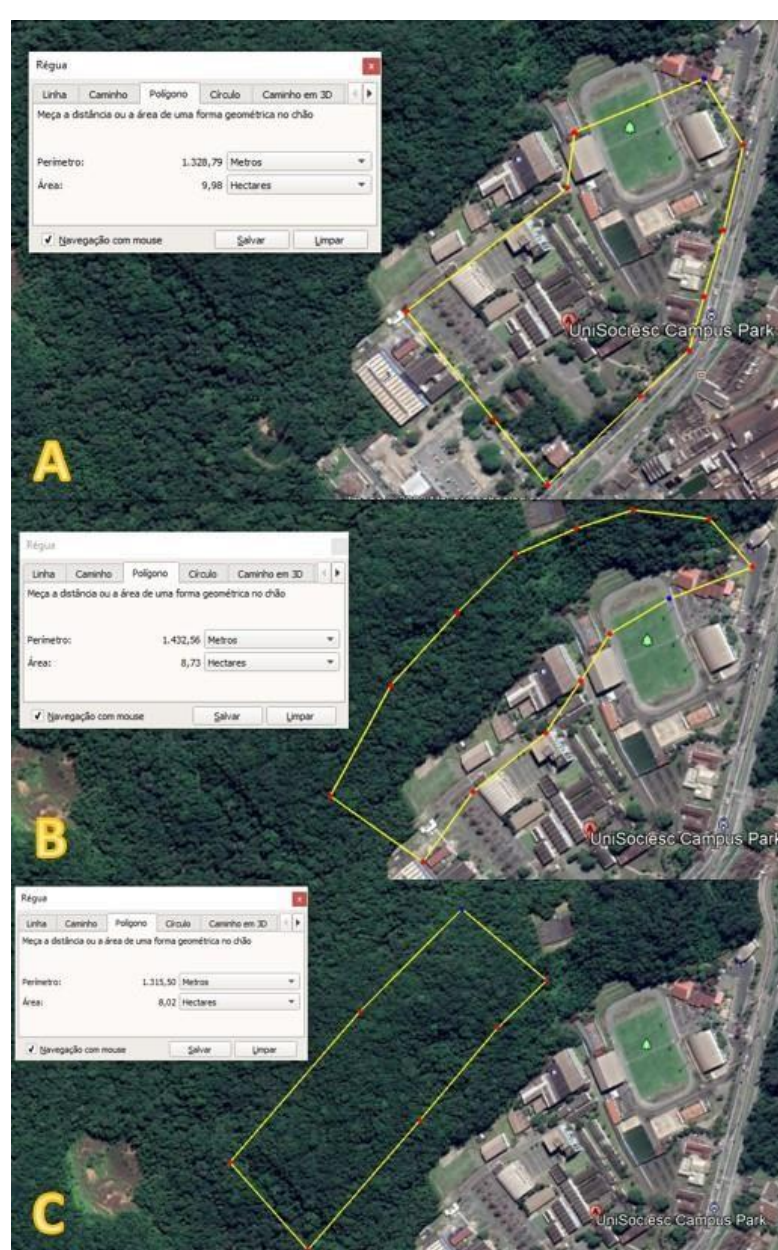 Régua
Linha Caminho Polígono Círculo Caminho em 3D
Meça a distância ou a área de uma forma geométrica no chão
Perímetro: 1.328,79 Metros
Área: 9,98 Hectares
Navegação com mouse Salvar Limpar
UniSociesc Campus Park
A
Régua
Linha Caminho Polígono Círculo Caminho em 3D
Meça a distância ou a área de uma forma geométrica no chão
Perímetro: 1.432,56 Metros
Área: 8,73 Hectares
Navegação com mouse Salvar Limpar
UniSociesc Campus Park
B
Régua
Linha Caminho Polígono Círculo Caminho em 3D
Meça a distância ou a área de uma forma geométrica no chão
Perímetro: 1.315,50 Metros
Área: 8,02 Hectares
Navegação com mouse Salvar Limpar
UniSociesc Campus Park
C